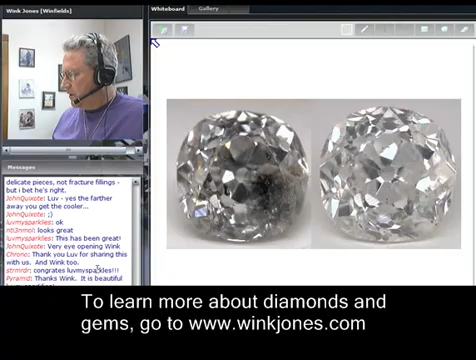 Wink Jones (Winfields)
Whiteboard Gallery
Messages
delicate pieces, not fracture fillings -
but i bet he's right.
JohnQuixote: Luv - yes the farther
away you get the cooler...
luvmysparkles: ok
JohnQuixote: ;)
ntl3nmol: looks great
luvmysparkles: This has been great!
JohnQuixote: Very eye opening Wink
Chrono: Thank you Luv for sharing this
with us. And Wink too.
strmrdr: congrates luvmysparkles!!!
Pyramid: Thanks Wink. It is beautiful
To learn more about diamonds and
gems, go to www.winkjones.com